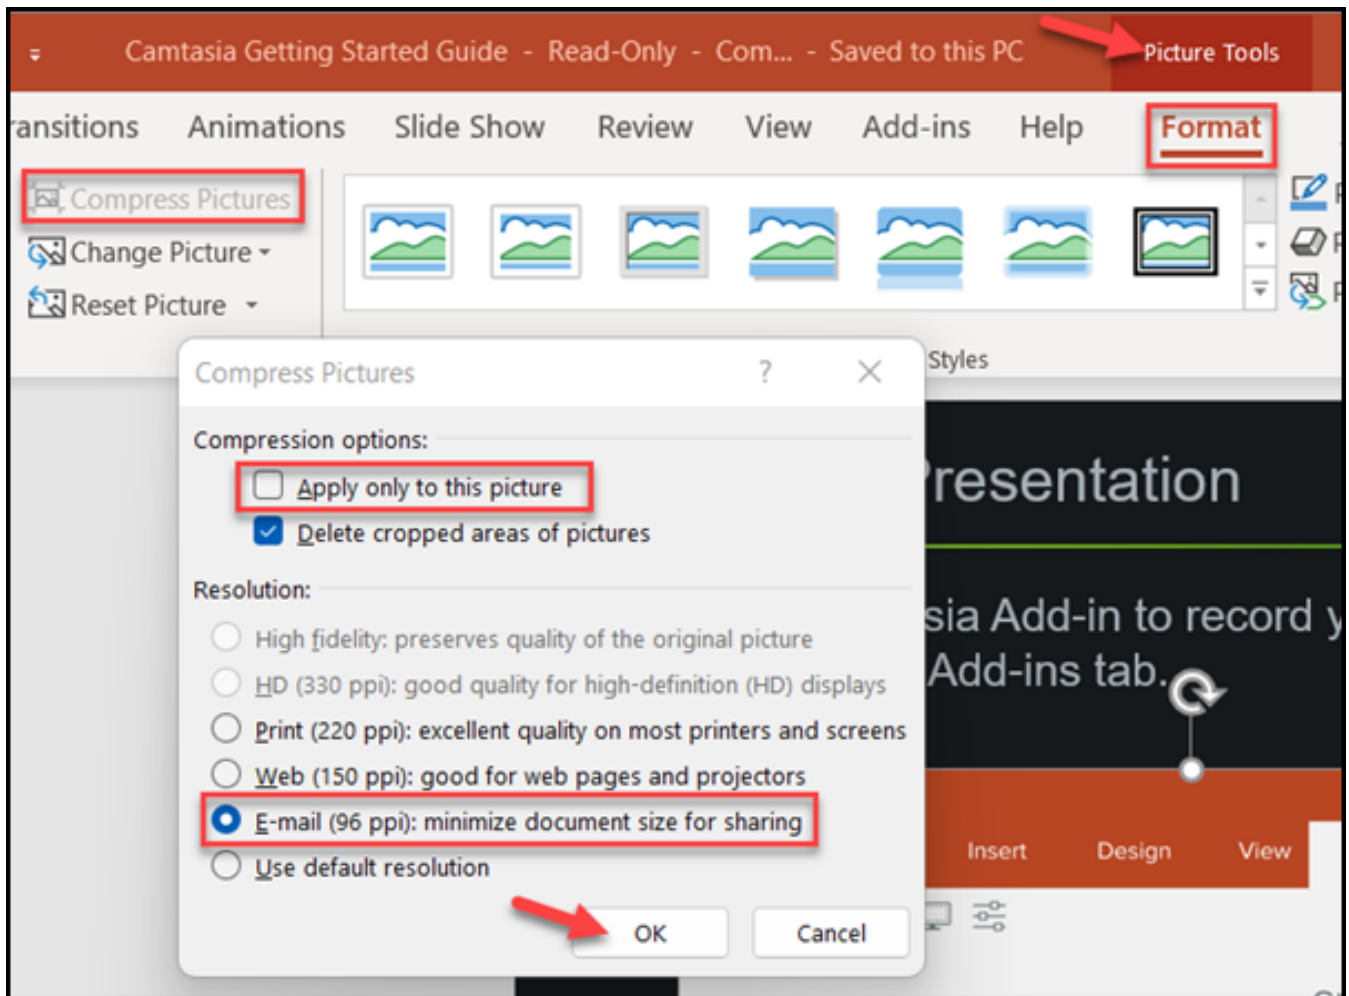 Camtasia Getting Started Guide - Read-Only - Com... - Saved to this PC
Picture Tools
ransitions Animations Slide Show Review View Add-ins Help Format
Compress Pictures
Change Picture
Reset Picture
Styles
Compress Pictures ?
Compression options:
Apply only to this picture
Delete cropped areas of pictures
Resolution:
High fidelity: preserves quality of the original picture
HD (330 ppi): good quality for high-definition (HD) displays
Print (220 ppi): excellent quality on most printers and screens
Web (150 ppi): good for web pages and projectors
E-mail (96 ppi): minimize document size for sharing
Use default resolution
OK Cancel
resentation
sia Add-in to record y
Add-ins tab.
Insert Design View